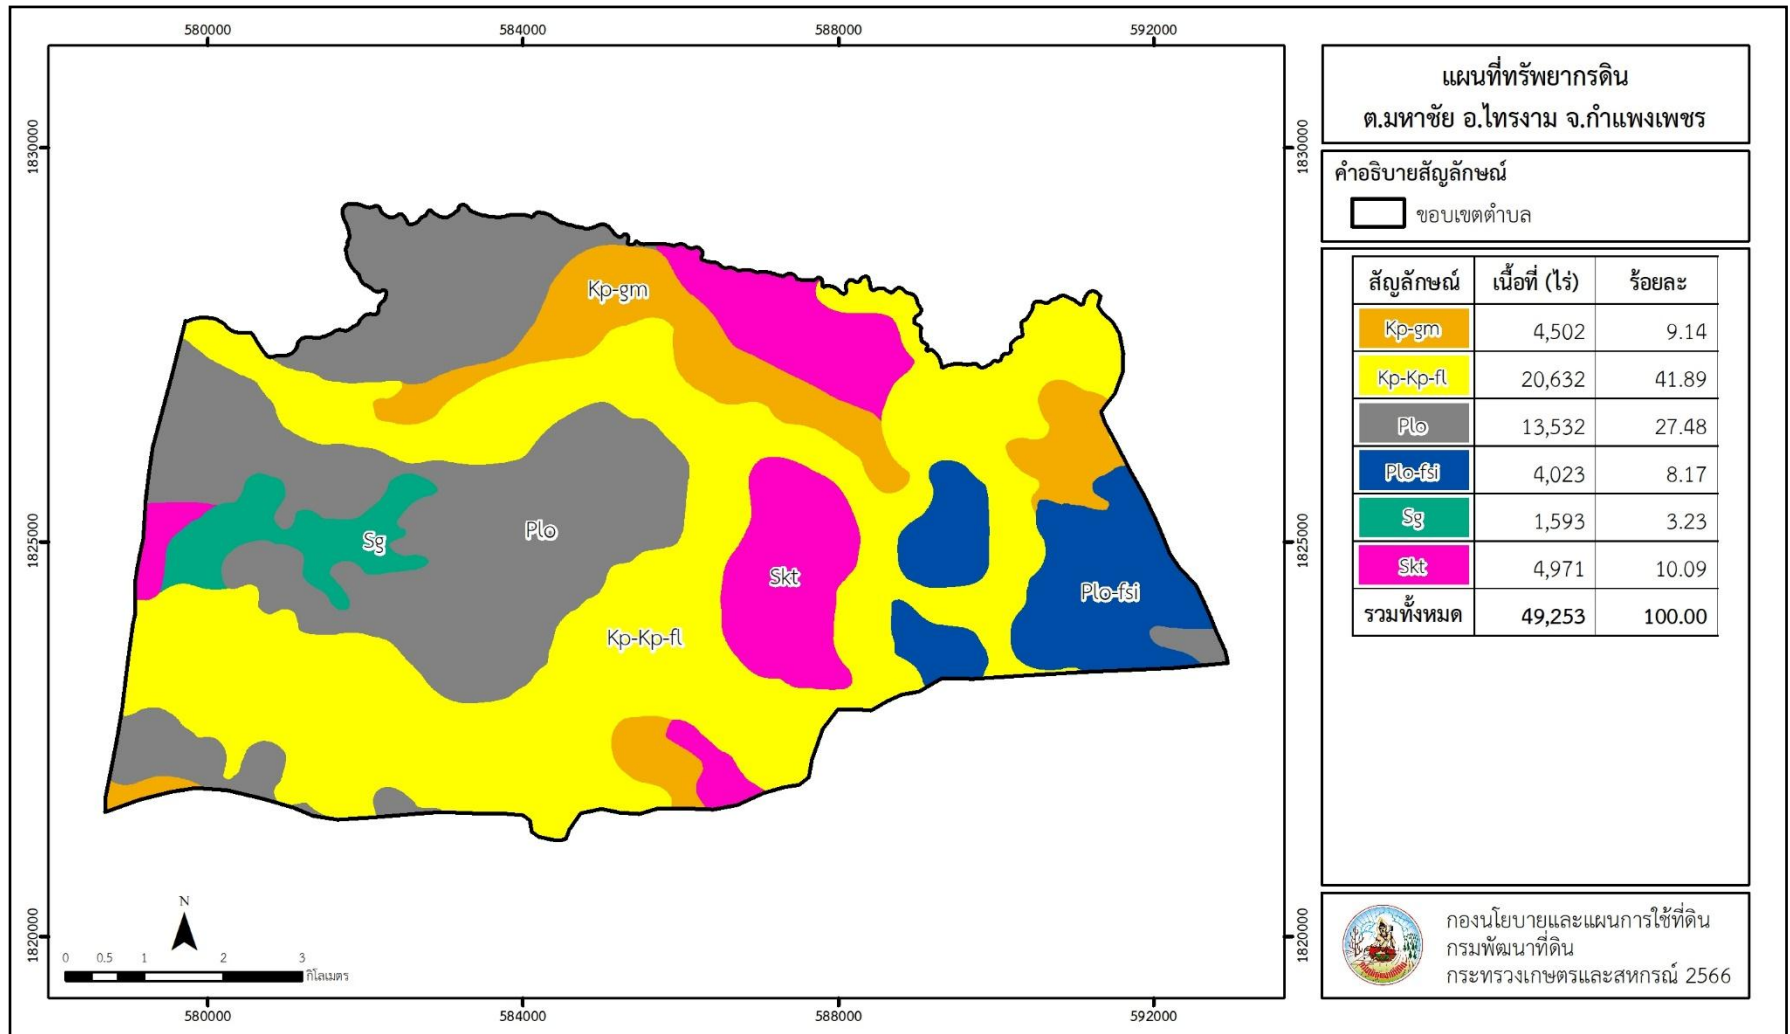 580000 584000 588000 592000
1830000 1830000
1825000 1825000
1820000 1820000
Kp-gm
Sg
Plo
Skt
Plo-fsi
Kp-Kp-fl
N
0 0.5 1 2 3
กิโลเมตร
580000 584000 588000 592000
แผนที่ทรัพยากรดิน
ต.มหาชัย อ.ไทรงาม จ.กำแพงเพชร
คำอธิบายสัญลักษณ์
ขอบเขตตำบล
สัญลักษณ์ เนื้อที่ (ไร่) ร้อยละ
Kp-gm 4,502 9.14
Kp-Kp-fl 20,632 41.89
Plo 13,532 27.48
Plo-fsi 4,023 8.17
Sg 1,593 3.23
Skt 4,971 10.09
รวมทั้งหมด 49,253 100.00
กองนโยบายและแผนการใช้ที่ดิน
กรมพัฒนาที่ดิน
กระทรวงเกษตรและสหกรณ์ 2566